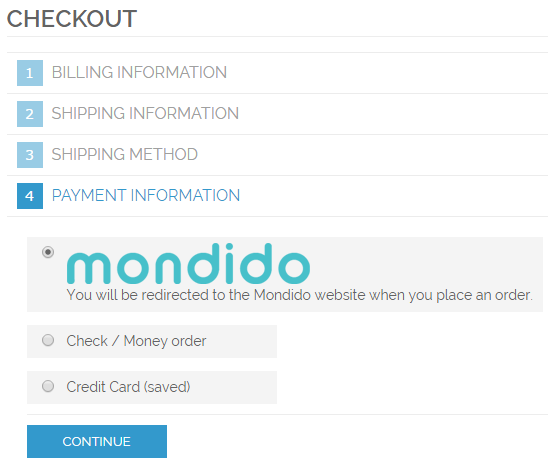 CHECKOUT
1 BILLING INFORMATION
2 SHIPPING INFORMATION
3 SHIPPING METHOD
4 PAYMENT INFORMATION
mondido
You will be redirected to the Mondido website when you place an order.
Check / Money order
Credit Card (saved)
CONTINUE